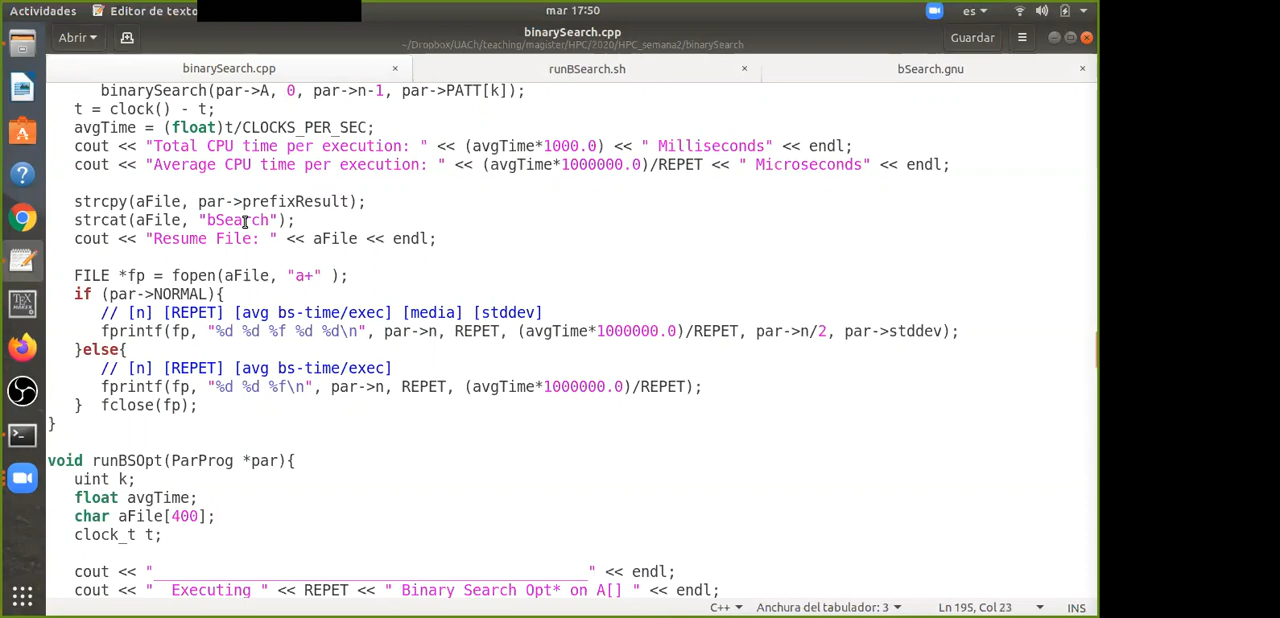 Actividades Editor de texto mar 17:50 es
Abrir binarySearch.cpp Guardar
~/Dropbox/UACh/teaching/magister/HPC/2020/HPC_semana2/binarySearch
binarySearch.cpp × runBSearch.sh × bSearch.gnu ×
binarySearch(par->A, 0, par->n-1, par->PATT[k]);
t = clock() - t;
avgTime = (float)t/CLOCKS_PER_SEC;
cout << "Total CPU time per execution: " << (avgTime*1000.0) << " Milliseconds" << endl;
cout << "Average CPU time per execution: " << (avgTime*1000000.0)/REPET << " Microseconds" << endl;
strcpy(aFile, par->prefixResult);
strcat(aFile, "bSearch");
cout << "Resume File: " << aFile << endl;
FILE *fp = fopen(aFile, "a+" );
if (par->NORMAL){
// [n] [REPET] [avg bs-time/exec] [media] [stddev]
fprintf(fp, "%d %d %f %d %d\n", par->n, REPET, (avgTime*1000000.0)/REPET, par->n/2, par->stddev);
}else{
// [n] [REPET] [avg bs-time/exec]
fprintf(fp, "%d %d %f\n", par->n, REPET, (avgTime*1000000.0)/REPET);
} fclose(fp);
}
void runBSOpt(ParProg *par){
uint k;
float avgTime;
char aFile[400];
clock_t t;
cout << "_________________________________________________" << endl;
cout << "  Executing " << REPET << " Binary Search Opt* on A[] " << endl;
C++ Anchura del tabulador: 3 Ln 195, Col 23 INS